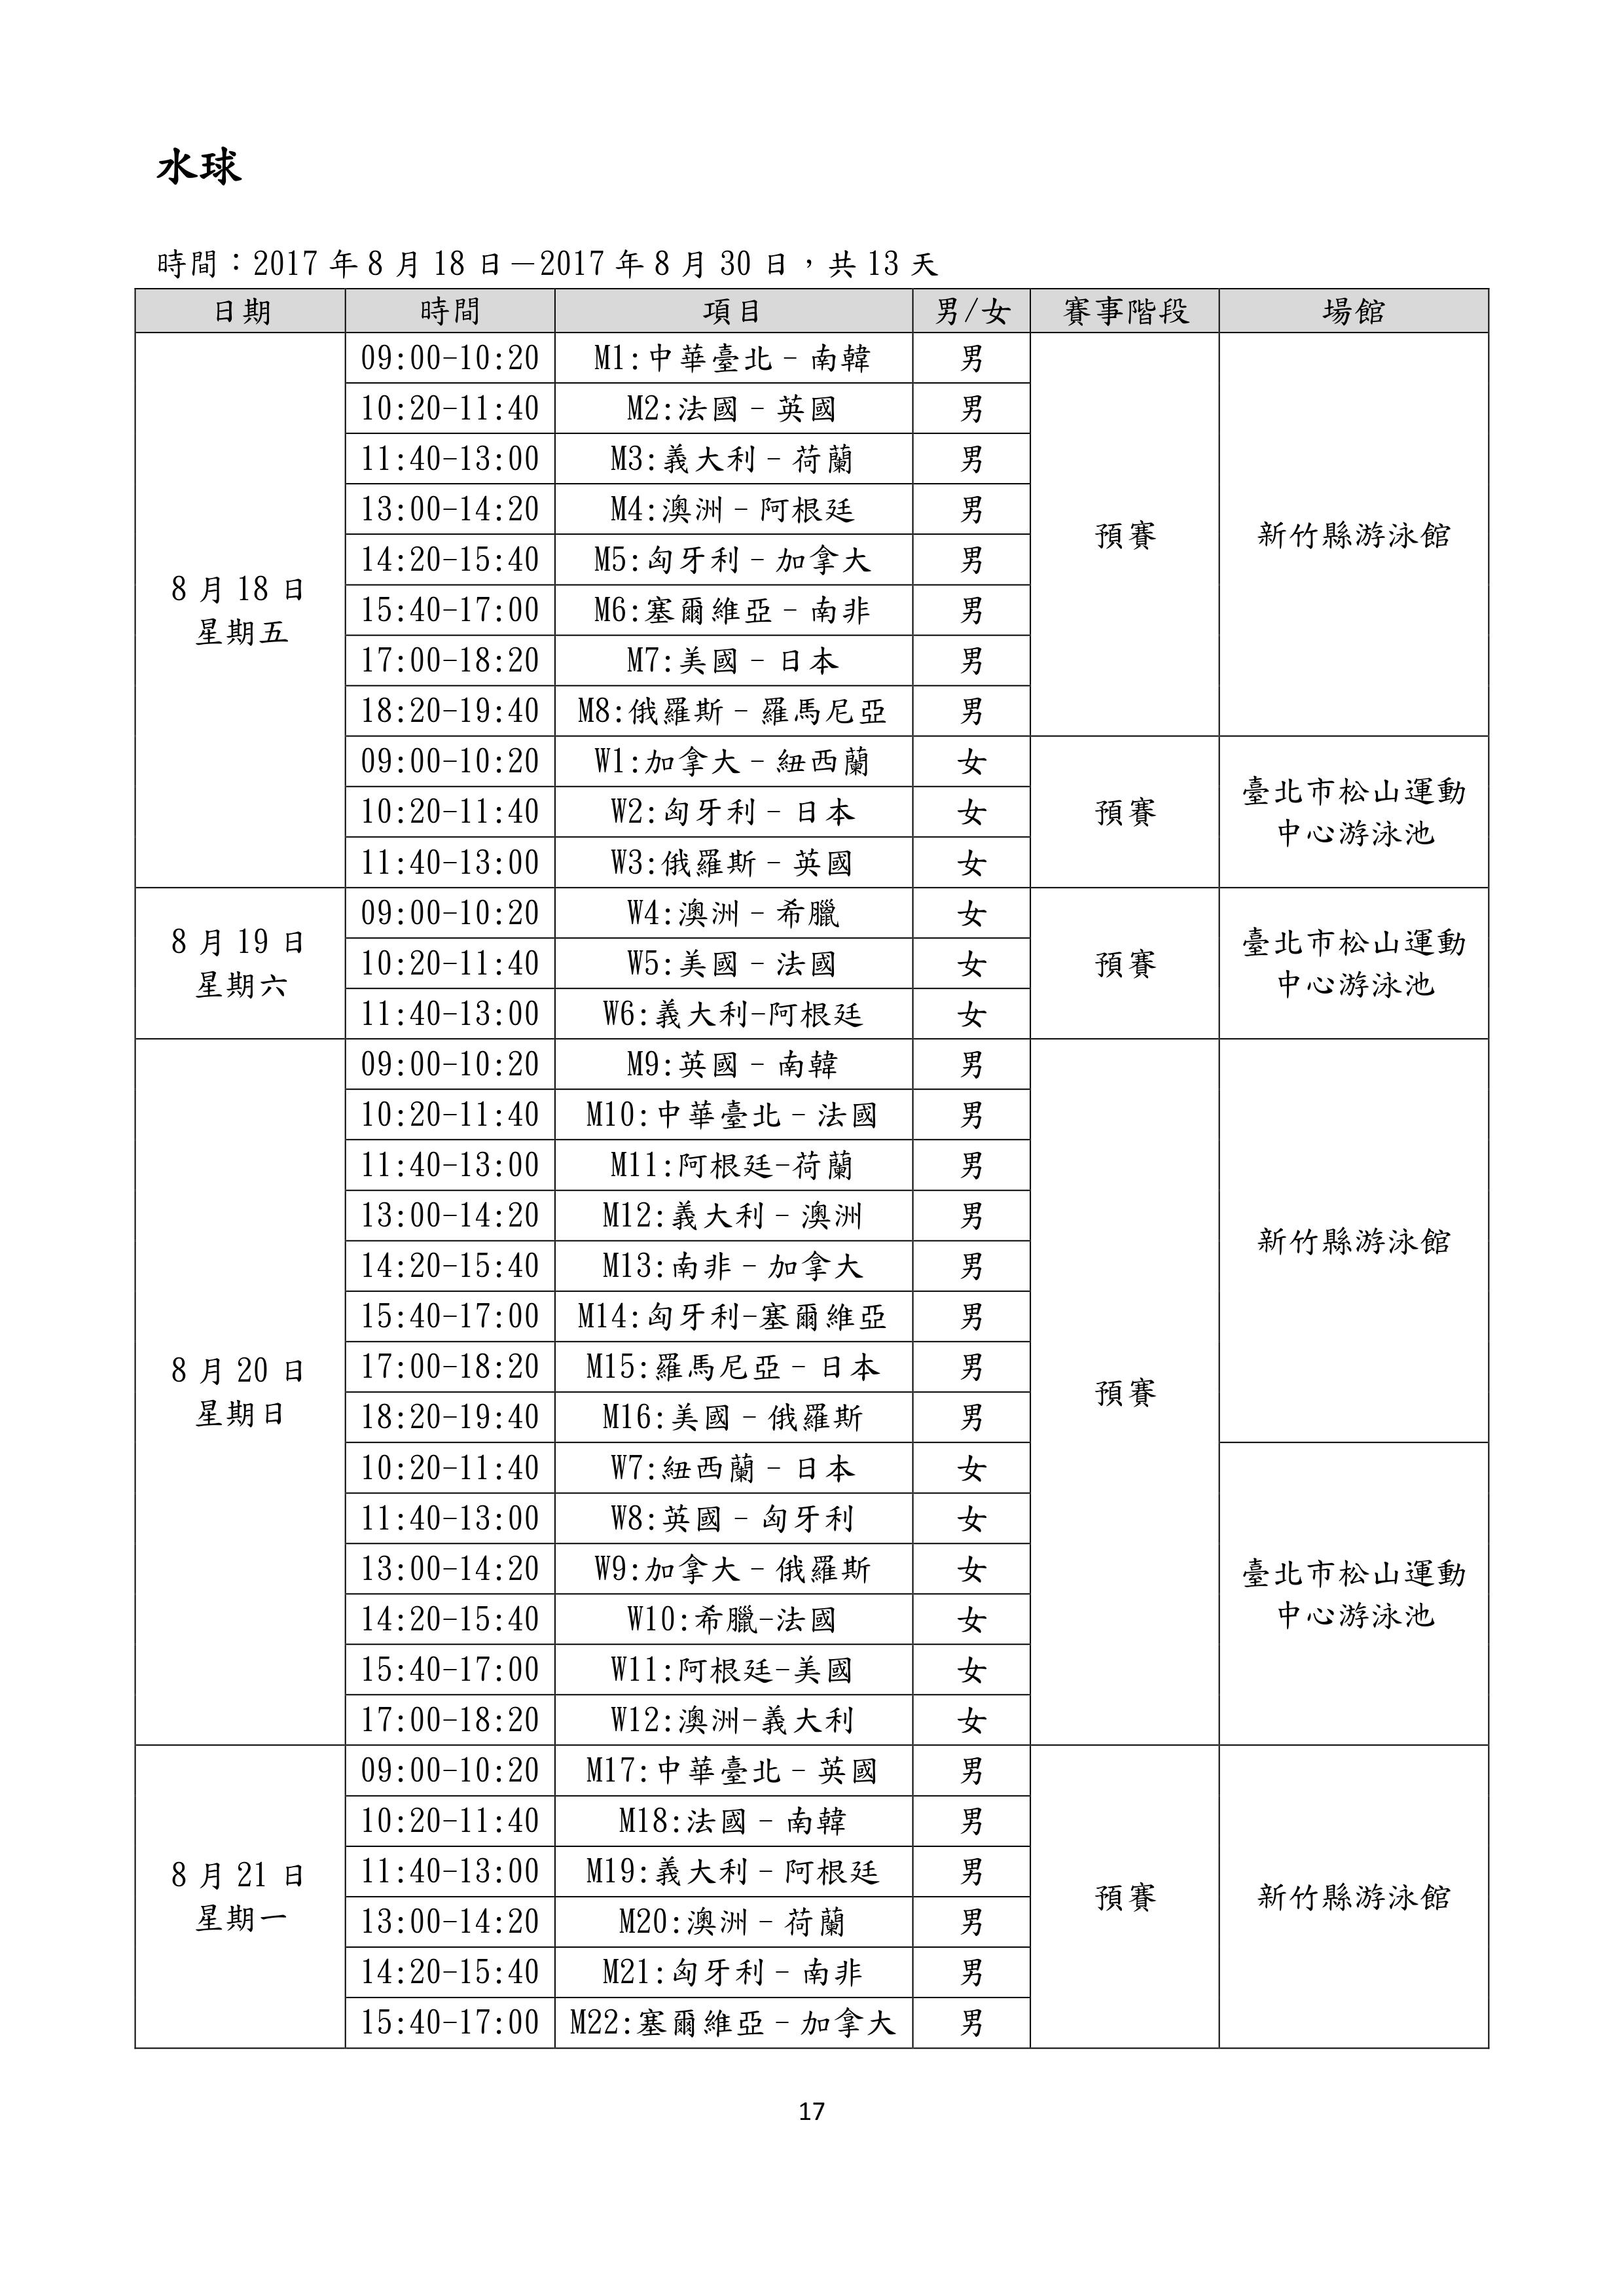 水球
時間：2017 年 8 月 18 日－2017 年 8 月 30 日，共 13 天
日期 時間 項目 男/女 賽事階段 場館
8 月 18 日
星期五
09:00-10:20 M1:中華臺北–南韓 男
10:20-11:40 M2:法國–英國 男
11:40-13:00 M3:義大利–荷蘭 男
13:00-14:20 M4:澳洲–阿根廷 男
14:20-15:40 M5:匈牙利–加拿大 男
15:40-17:00 M6:塞爾維亞–南非 男
17:00-18:20 M7:美國–日本 男
18:20-19:40 M8:俄羅斯–羅馬尼亞 男
預賽
新竹縣游泳館
09:00-10:20 W1:加拿大–紐西蘭 女
10:20-11:40 W2:匈牙利–日本 女
11:40-13:00 W3:俄羅斯–英國 女
預賽
臺北市松山運動
中心游泳池
8 月 19 日
星期六
09:00-10:20 W4:澳洲–希臘 女
10:20-11:40 W5:美國–法國 女
11:40-13:00 W6:義大利-阿根廷 女
預賽
臺北市松山運動
中心游泳池
8 月 20 日
星期日
09:00-10:20 M9:英國–南韓 男
10:20-11:40 M10:中華臺北–法國 男
11:40-13:00 M11:阿根廷-荷蘭 男
13:00-14:20 M12:義大利–澳洲 男
14:20-15:40 M13:南非–加拿大 男
15:40-17:00 M14:匈牙利-塞爾維亞 男
17:00-18:20 M15:羅馬尼亞–日本 男
18:20-19:40 M16:美國–俄羅斯 男
新竹縣游泳館
預賽
10:20-11:40 W7:紐西蘭–日本 女
11:40-13:00 W8:英國–匈牙利 女
13:00-14:20 W9:加拿大–俄羅斯 女
14:20-15:40 W10:希臘-法國 女
15:40-17:00 W11:阿根廷-美國 女
17:00-18:20 W12:澳洲-義大利 女
臺北市松山運動
中心游泳池
8 月 21 日
星期一
09:00-10:20 M17:中華臺北–英國 男
10:20-11:40 M18:法國–南韓 男
11:40-13:00 M19:義大利–阿根廷 男
13:00-14:20 M20:澳洲–荷蘭 男
14:20-15:40 M21:匈牙利–南非 男
15:40-17:00 M22:塞爾維亞–加拿大 男
預賽
新竹縣游泳館
17